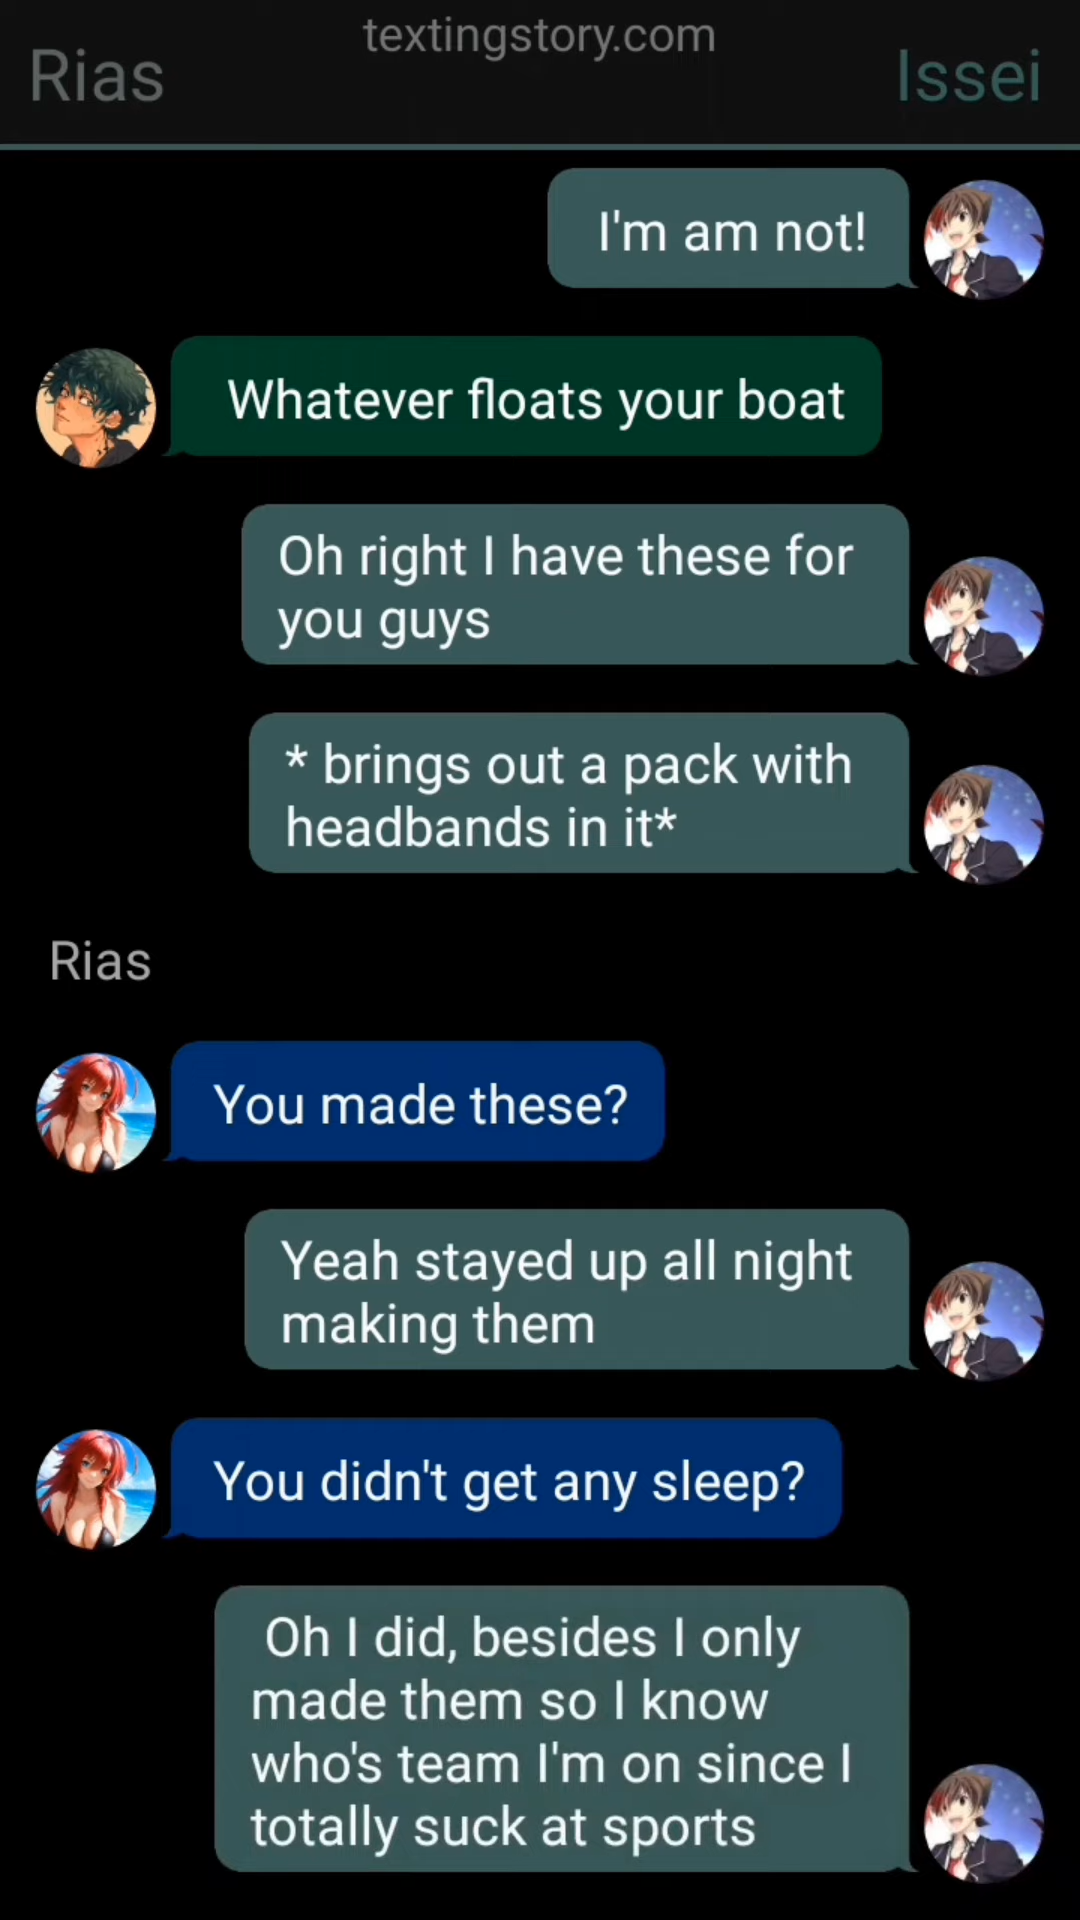 textingstory.com
Rias
Issei
I'm am not!
Whatever floats your boat
Oh right I have these for
you guys
* brings out a pack with
headbands in it*
Rias
You made these?
Yeah stayed up all night
making them
You didn't get any sleep?
Oh I did, besides I only
made them so I know
who's team I'm on since I
totally suck at sports